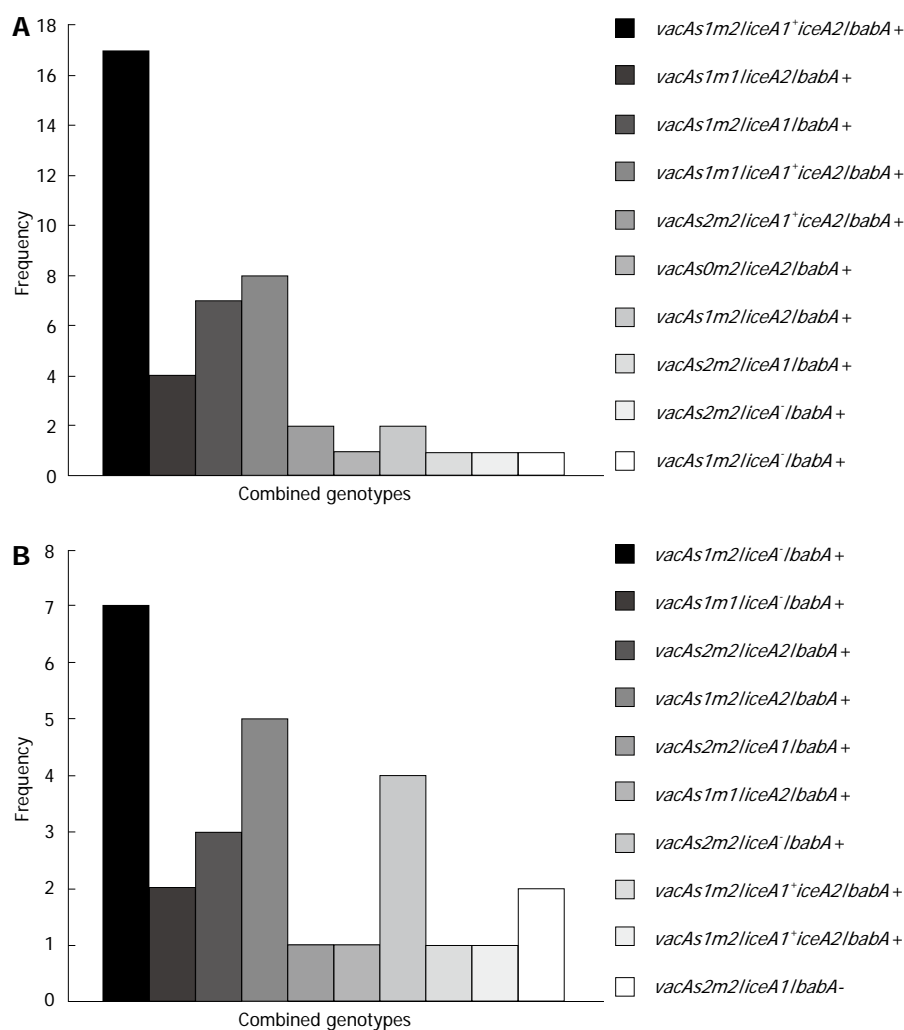 A
18
16
14
12
10
8
6
4
2
0
Frequency
Combined genotypes
vacAs1m2/iceA1⁺iceA2/babA +
vacAs1m1/iceA2/babA +
vacAs1m2/iceA1/babA +
vacAs1m1/iceA1⁺iceA2/babA +
vacAs2m2/iceA1⁺iceA2/babA +
vacAs0m2/iceA2/babA +
vacAs1m2/iceA2/babA +
vacAs2m2/iceA1/babA +
vacAs2m2/iceA⁻/babA +
vacAs1m2/iceA⁻/babA +
B
8
7
6
5
4
3
2
1
0
Frequency
Combined genotypes
vacAs1m2/iceA⁻/babA +
vacAs1m1/iceA⁻/babA +
vacAs2m2/iceA2/babA +
vacAs1m2/iceA2/babA +
vacAs2m2/iceA1/babA +
vacAs1m1/iceA2/babA +
vacAs2m2/iceA⁻/babA +
vacAs1m2/iceA1⁺iceA2/babA +
vacAs1m2/iceA1⁺iceA2/babA +
vacAs2m2/iceA1/babA-